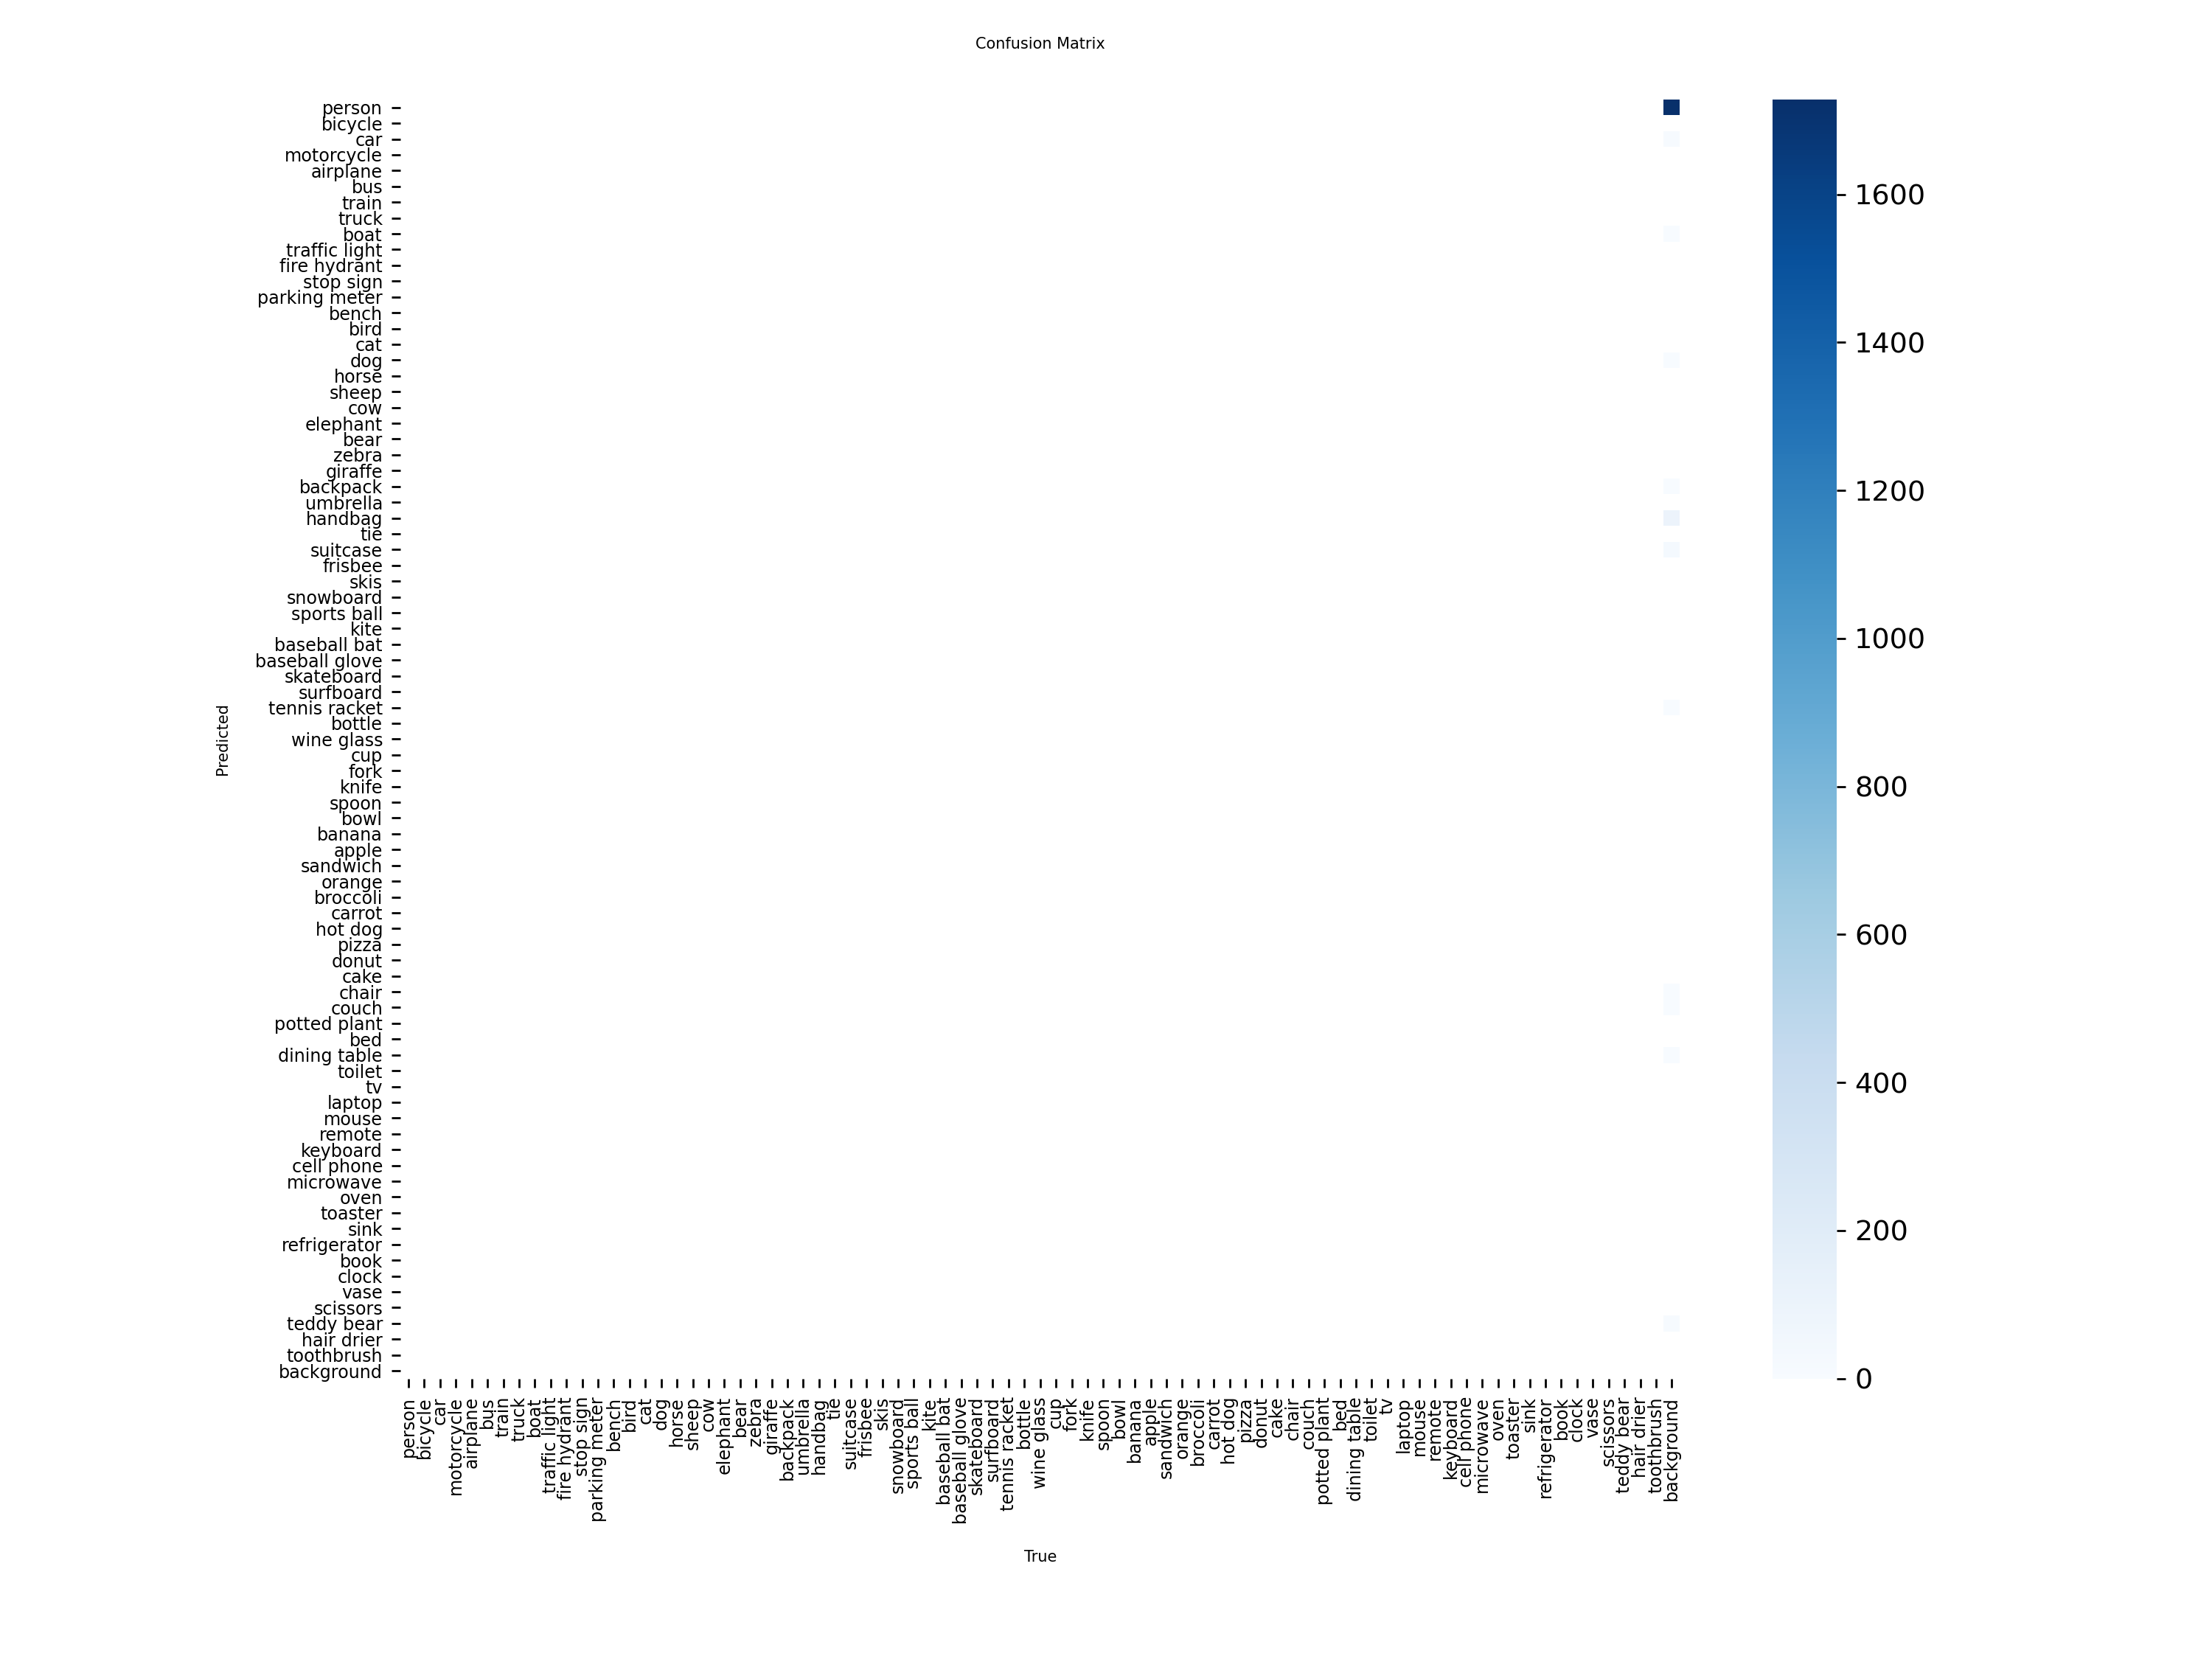 Confusion Matrix
person
bicycle
car
motorcycle
airplane
bus
train
truck
boat
traffic light
fire hydrant
stop sign
parking meter
bench
bird
cat
dog
horse
sheep
cow
elephant
bear
zebra
giraffe
backpack
umbrella
handbag
tie
suitcase
frisbee
skis
snowboard
sports ball
kite
baseball bat
baseball glove
skateboard
surfboard
tennis racket
bottle
wine glass
cup
fork
knife
spoon
bowl
banana
apple
sandwich
orange
broccoli
carrot
hot dog
pizza
donut
cake
chair
couch
potted plant
bed
dining table
toilet
tv
laptop
mouse
remote
keyboard
cell phone
microwave
oven
toaster
sink
refrigerator
book
clock
vase
scissors
teddy bear
hair drier
toothbrush
background
Predicted
person
bicycle
car
motorcycle
airplane
bus
train
truck
boat
traffic light
fire hydrant
stop sign
parking meter
bench
bird
cat
dog
horse
sheep
cow
elephant
bear
zebra
giraffe
backpack
umbrella
handbag
tie
suitcase
frisbee
skis
snowboard
sports ball
kite
baseball bat
baseball glove
skateboard
surfboard
tennis racket
bottle
wine glass
cup
fork
knife
spoon
bowl
banana
apple
sandwich
orange
broccoli
carrot
hot dog
pizza
donut
cake
chair
couch
potted plant
bed
dining table
toilet
tv
laptop
mouse
remote
keyboard
cell phone
microwave
oven
toaster
sink
refrigerator
book
clock
vase
scissors
teddy bear
hair drier
toothbrush
background
True
1600
1400
1200
1000
800
600
400
200
0